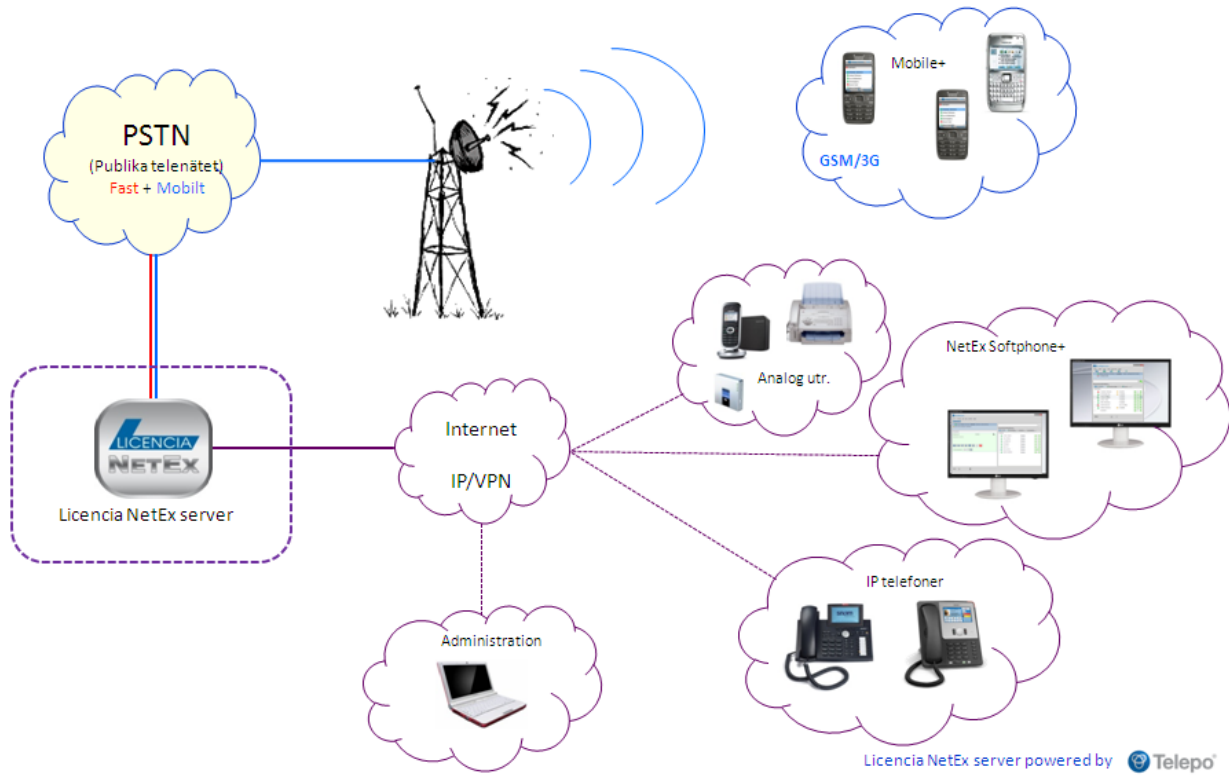 PSTN
(Publika telenätet)
Fast + Mobilt
Mobile+
GSM/3G
LICENCIA
NETEX
Licencia NetEx server
Internet
IP/VPN
Analog utr.
NetEx Softphone+
IP telefoner
Administration
Licencia NetEx server powered by Telepo